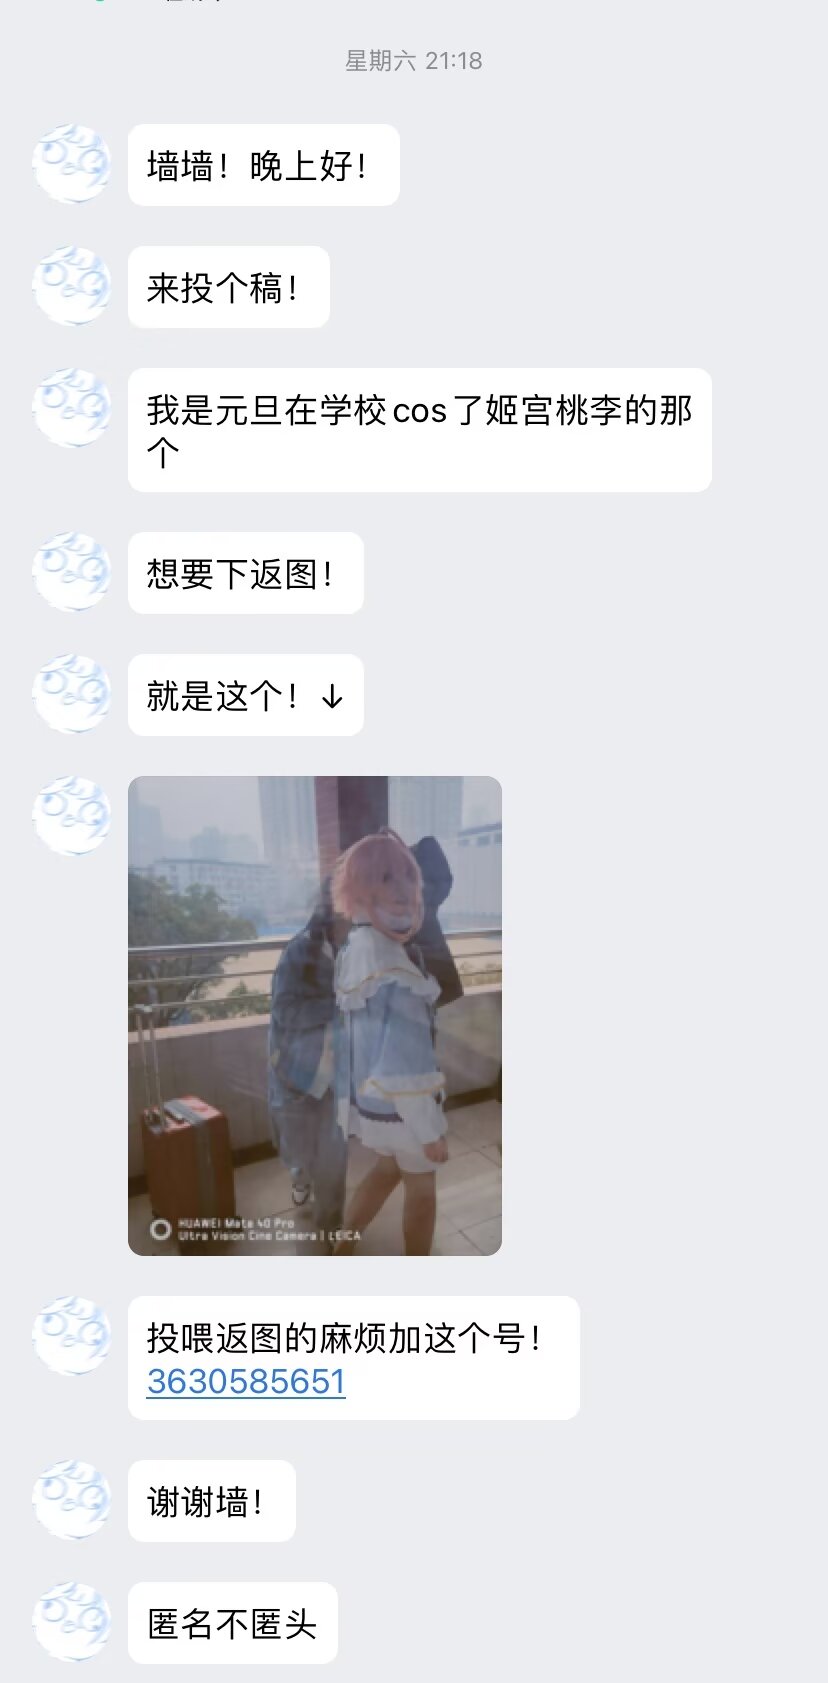 星期六 21:18
墙墙！晚上好！
来投个稿！
我是元旦在学校cos了姬宫桃李的那
个
想要下返图！
就是这个！↓
HUAWEI Mate 40 Pro
Ultra Vision Cine Camera | LEICA
投喂返图的麻烦加这个号！
3630585651
谢谢墙！
匿名不匿头